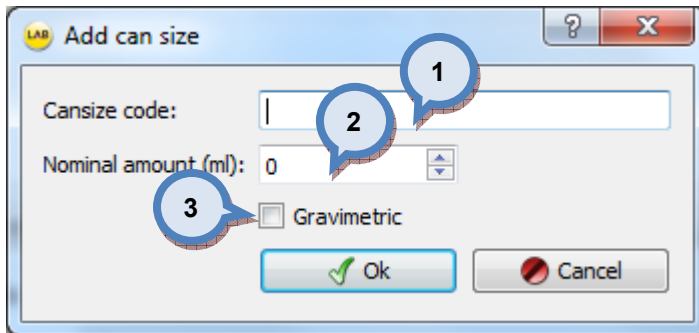 LAB Add can size ?
1
Cansize code:
2
Nominal amount (ml): 0
3 Gravimetric
Ok Cancel